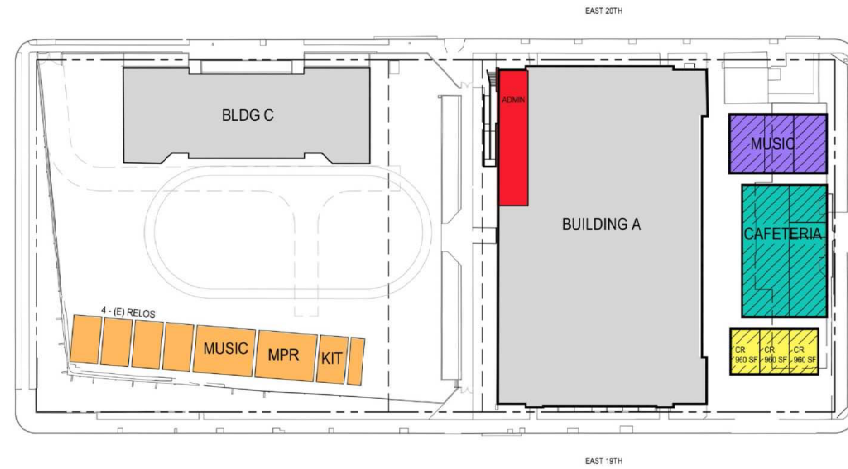 EAST 20TH
BLDG C
ADMIN
MUSIC
BUILDING A
CAFETERIA
4 - (E) RELOS
MUSIC
MPR
KIT
CR
960 SF
CR
960 SF
CR
960 SF
EAST 19TH